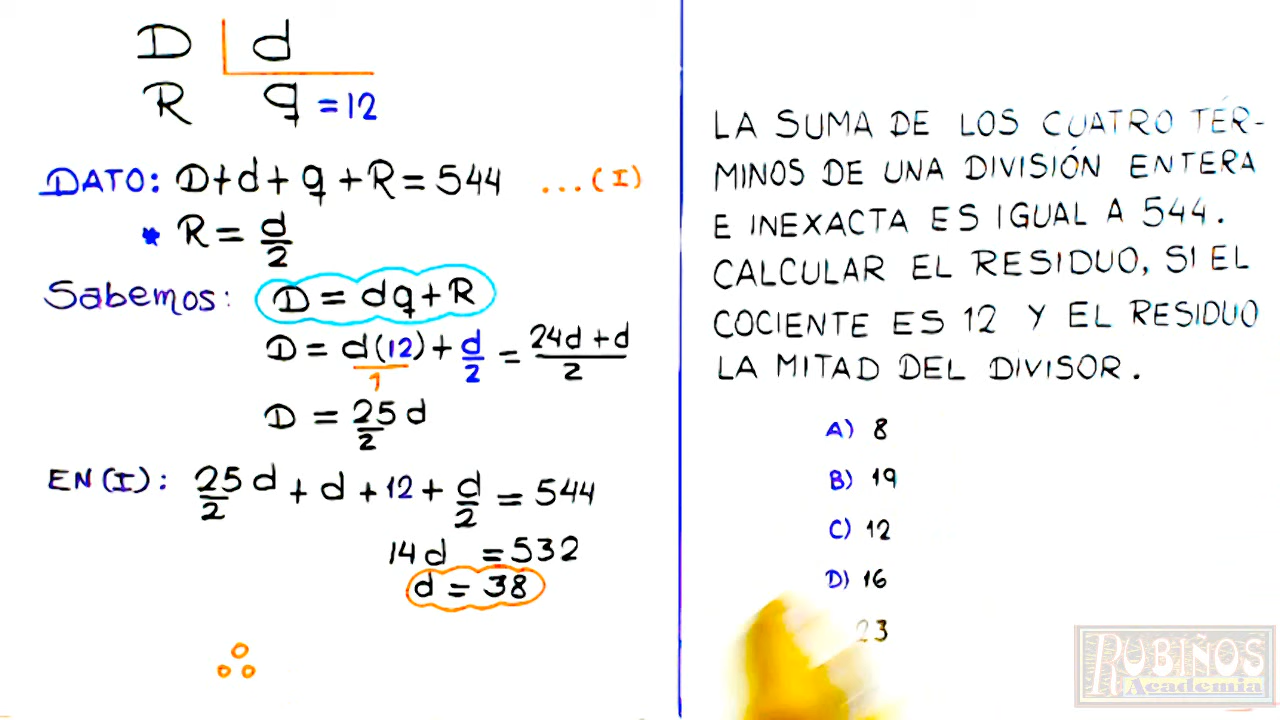 D d
R q = 12
DATO: D+d+q+R = 544 ...(I)
* R = d/2
Sabemos: D = dq+R
D = d(12)/1 + d/2 = 24d+d/2
D = 25/2 d
EN (I): 25/2 d + d + 12 + d/2 = 544
14d = 532
d = 38
∴
LA SUMA DE LOS CUATRO TÉR-
MINOS DE UNA DIVISIÓN ENTERA
E INEXACTA ES IGUAL A 544.
CALCULAR EL RESIDUO, SI EL
COCIENTE ES 12 Y EL RESIDUO
LA MITAD DEL DIVISOR.
A) 8
B) 19
C) 12
D) 16
23
RUBIÑOS
Academia